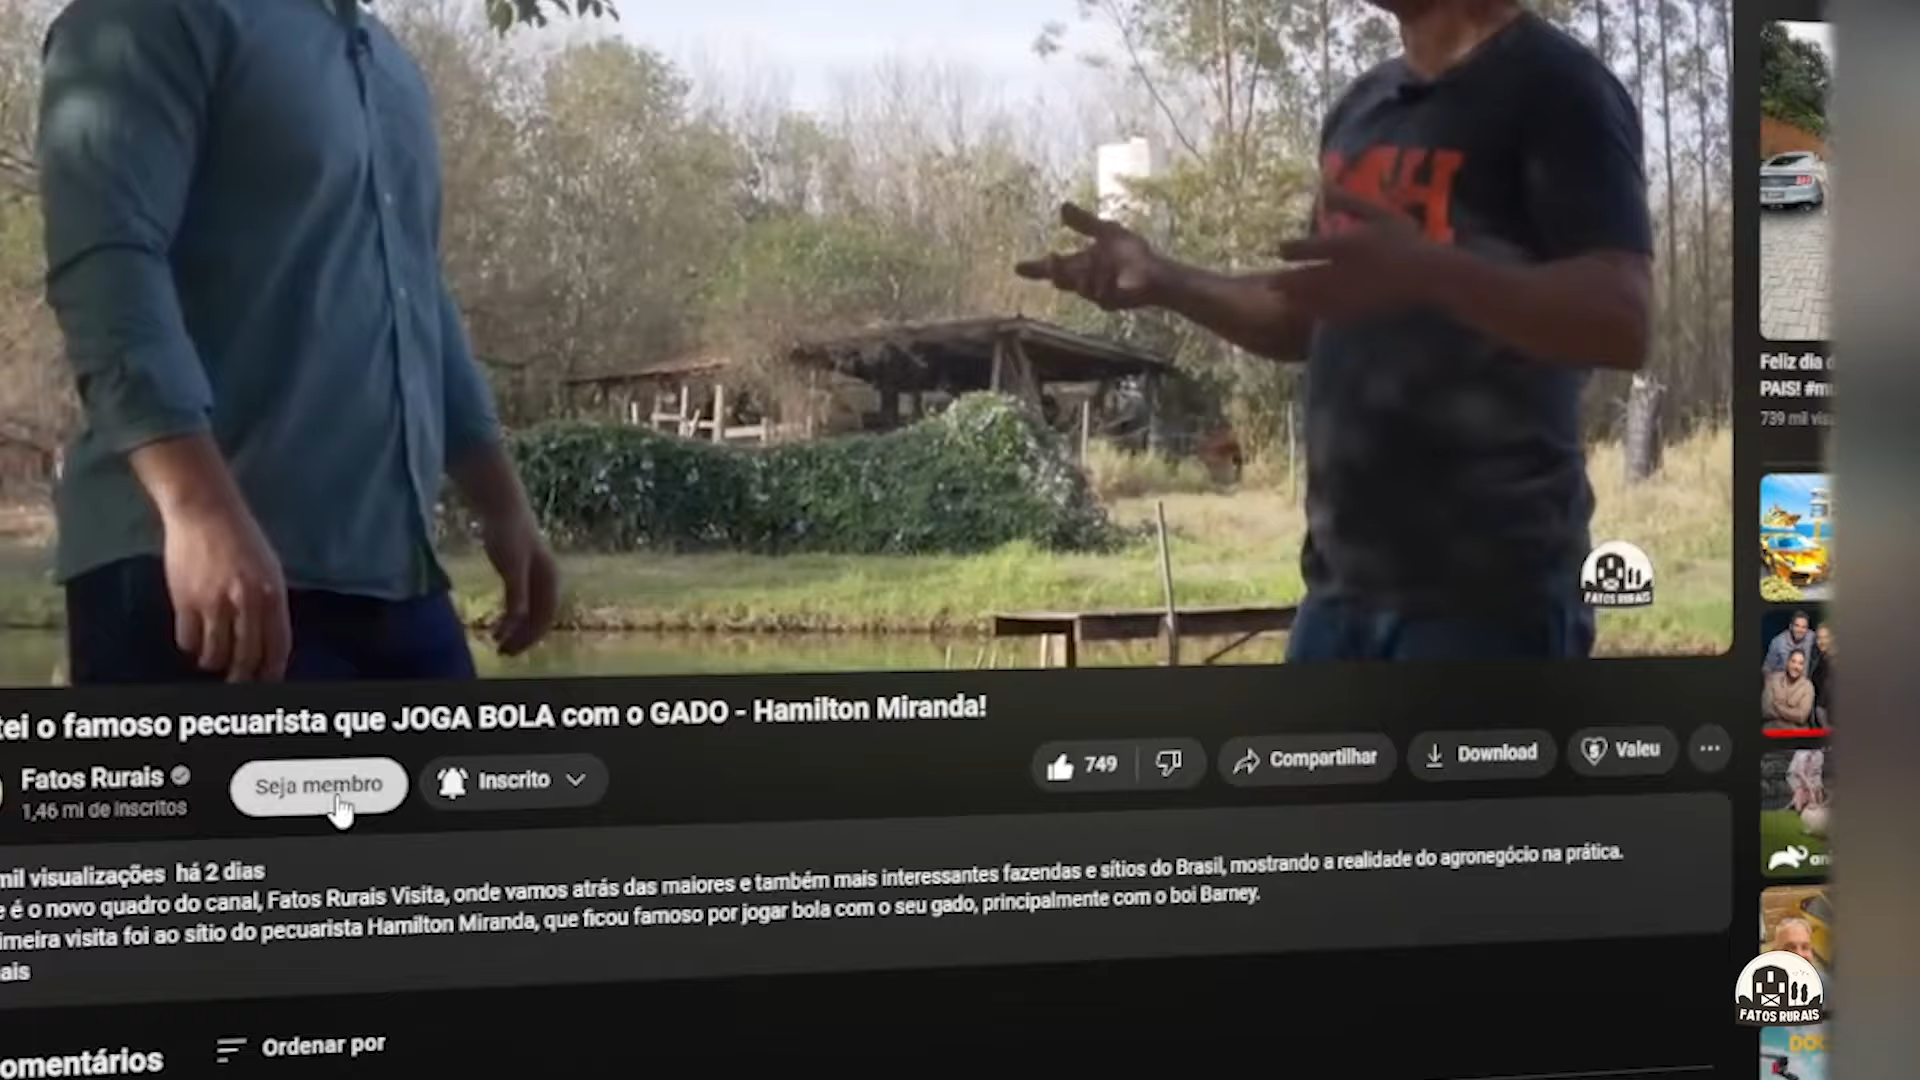 MH
FATOS RURAIS
Feliz dia d
PAIS! #m
739 mil vis
tei o famoso pecuarista que JOGA BOLA com o GADO - Hamilton Miranda!
Fatos Rurais
1,46 mi de inscritos
Seja membro
Inscrito
749
Compartilhar
Download
Valeu
mil visualizações há 2 dias
e é o novo quadro do canal, Fatos Rurais Visita, onde vamos atrás das maiores e também mais interessantes fazendas e sítios do Brasil, mostrando a realidade do agronegócio na prática.
imeira visita foi ao sítio do pecuarista Hamilton Miranda, que ficou famoso por jogar bola com o seu gado, principalmente com o boi Barney.
ais
omentários
Ordenar por
FATOS RURAIS